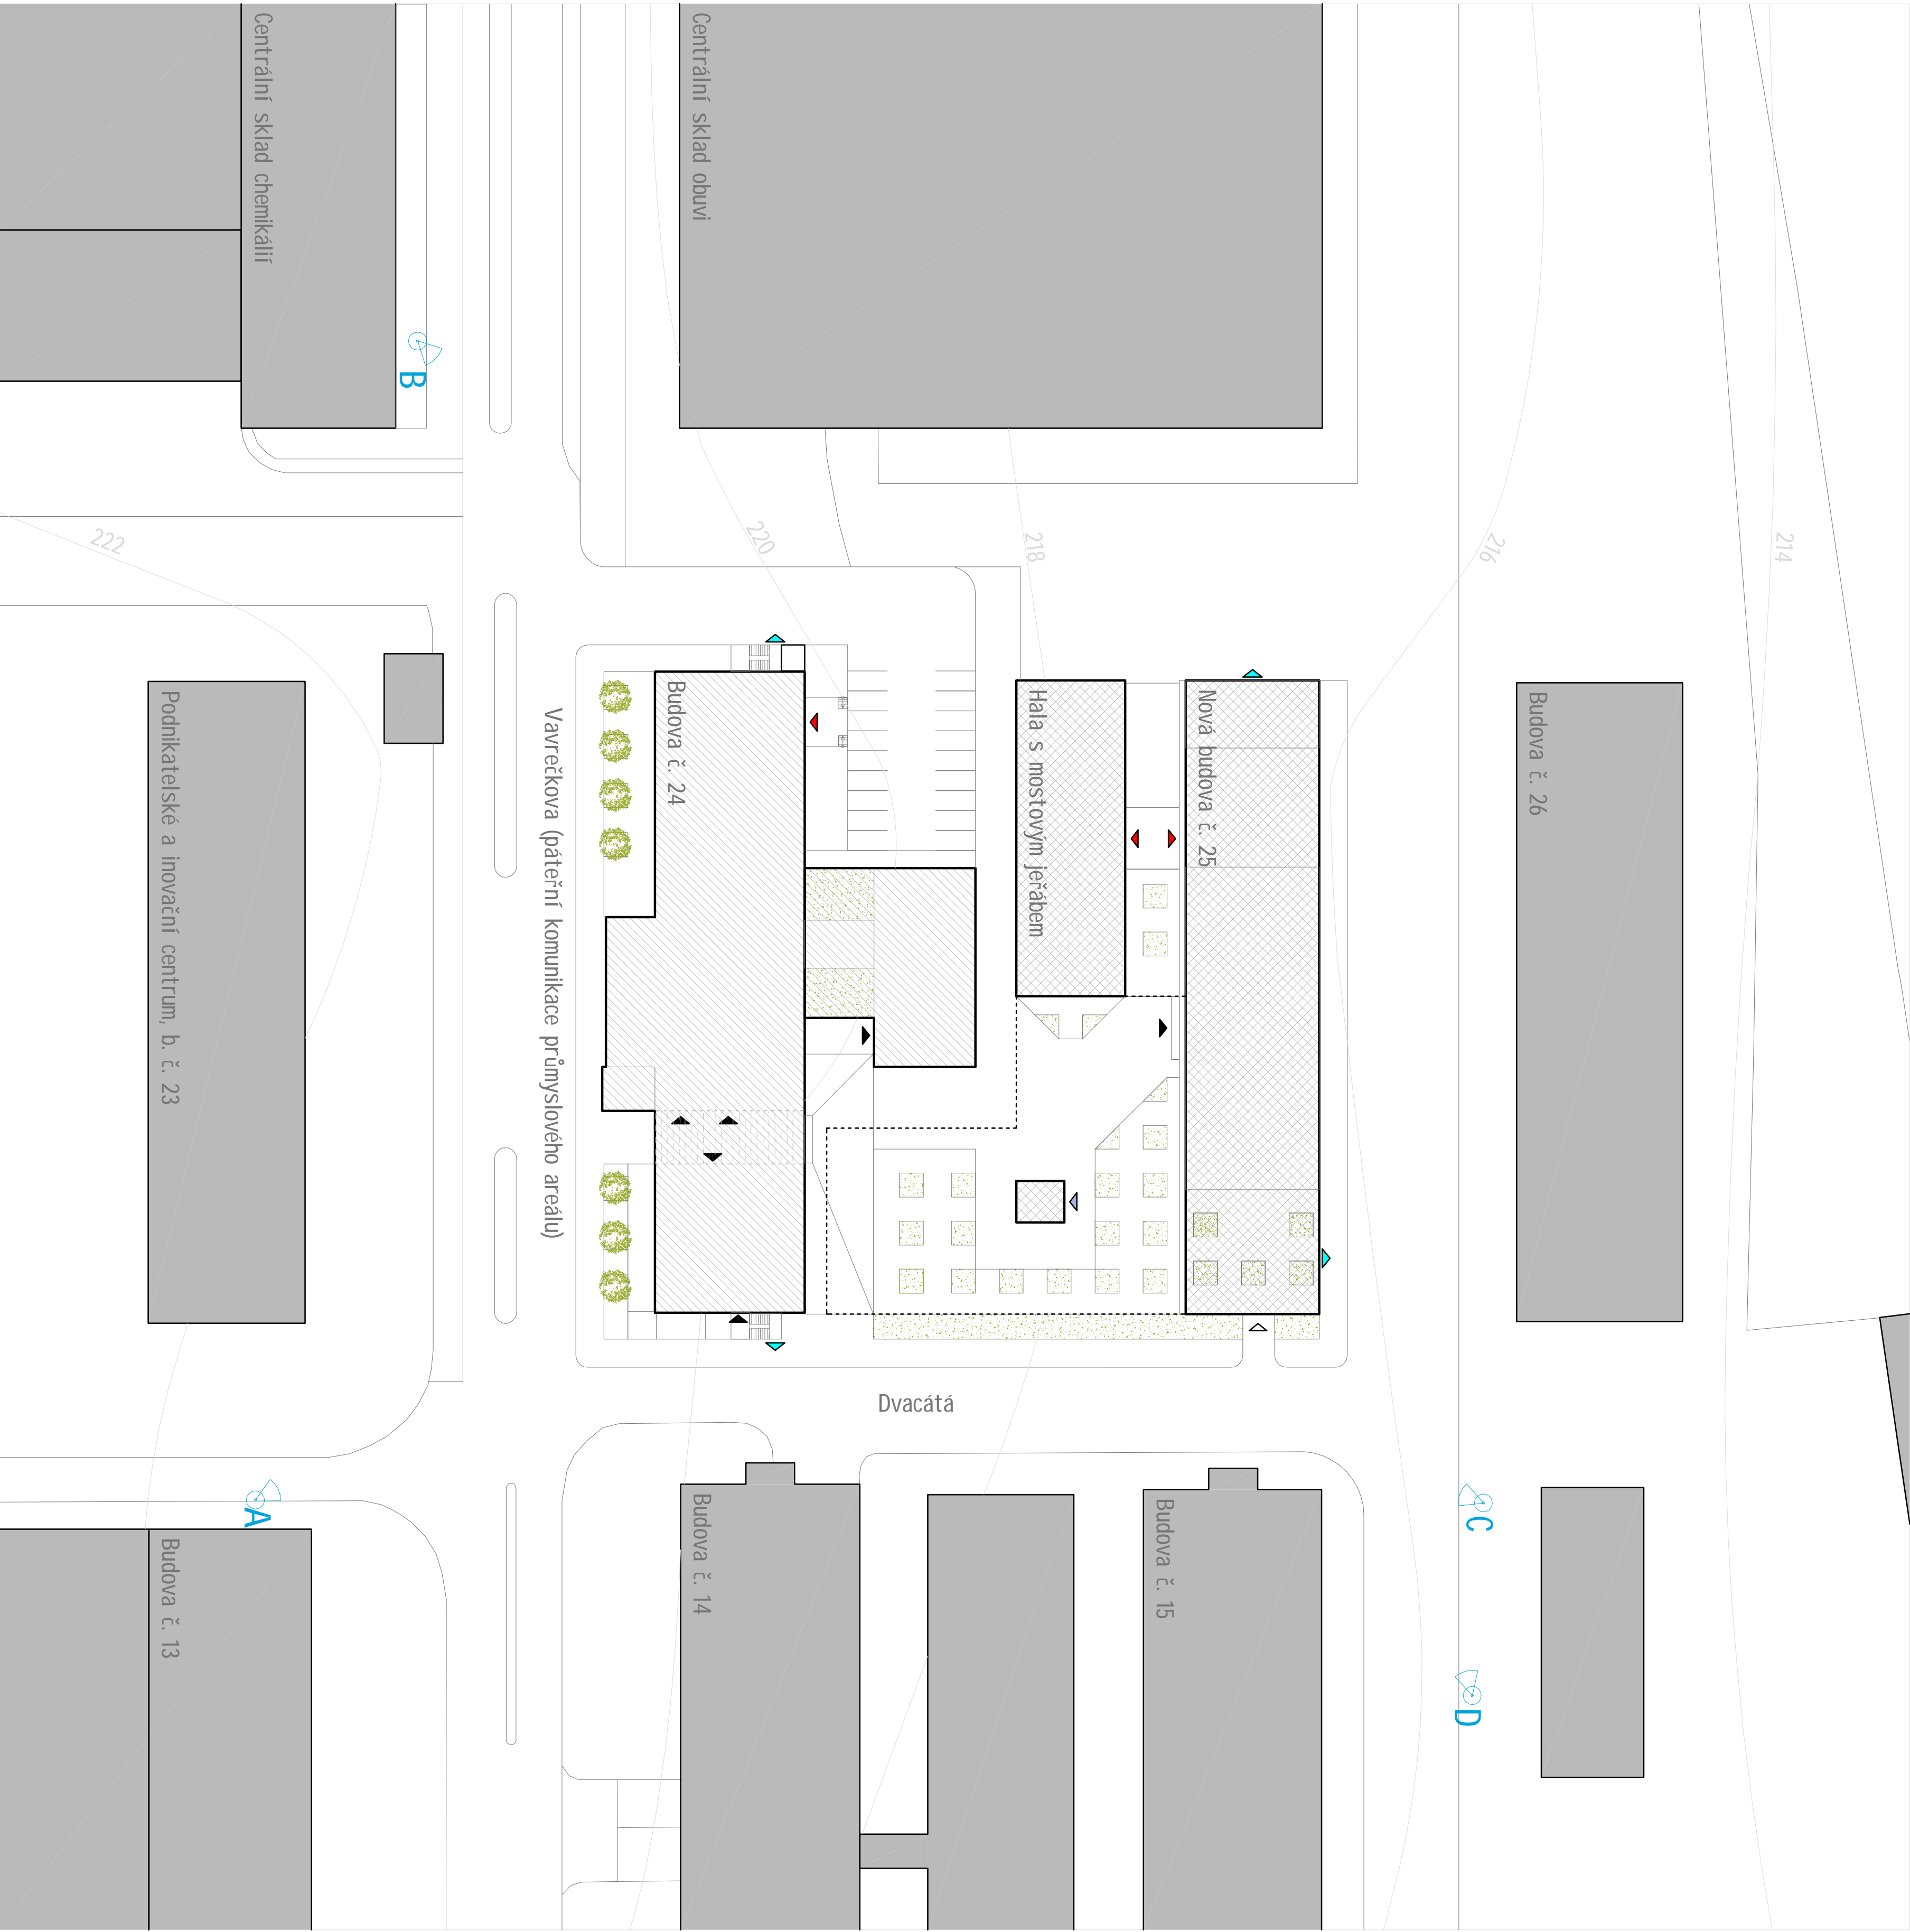 Centrální sklad chemikálií
Centrální sklad obuvi
B
222
220
218
216
214
Podnikatelské a inovační centrum, b. č. 23
Vavrečkova (páteřní komunikace průmyslového areálu)
Budova č. 24
Hala s mostovým jeřábem
Nová budova č. 25
Budova č. 26
Dvacátá
A
Budova č. 13
Budova č. 14
Budova č. 15
C
D